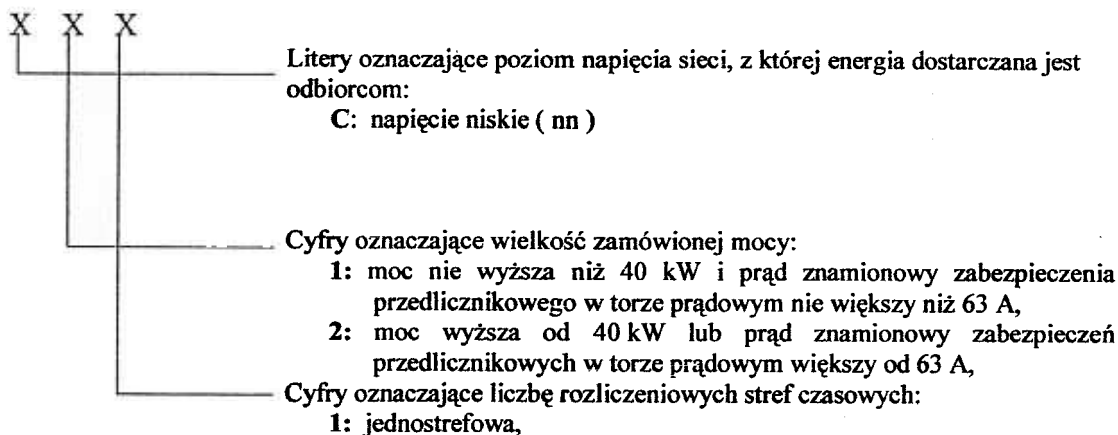 X X X
Litery oznaczające poziom napięcia sieci, z której energia dostarczana jest
odbiorcom:
C: napięcie niskie ( nn )
Cyfry oznaczające wielkość zamówionej mocy:
1: moc nie wyższa niż 40 kW i prąd znamionowy zabezpieczenia
przedlicznikowego w torze prądowym nie większy niż 63 A,
2: moc wyższa od 40 kW lub prąd znamionowy zabezpieczeń
przedlicznikowych w torze prądowym większy od 63 A,
Cyfry oznaczające liczbę rozliczeniowych stref czasowych:
1: jednostrefowa,